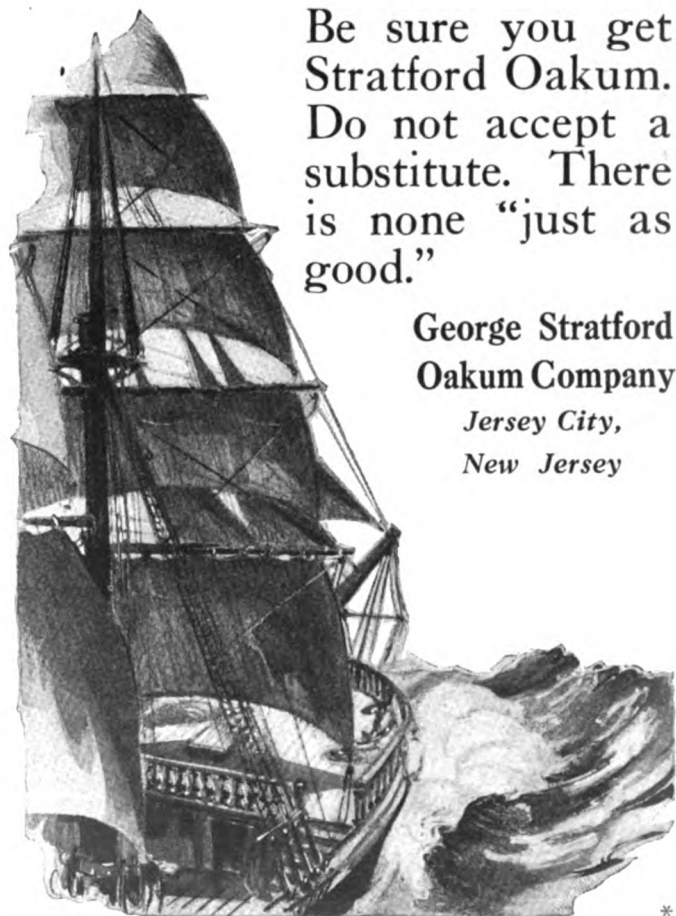 Be sure you get
Stratford Oakum.
Do not accept a
substitute. There
is none “just as
good.”
George Stratford
Oakum Company
Jersey City,
New Jersey
*